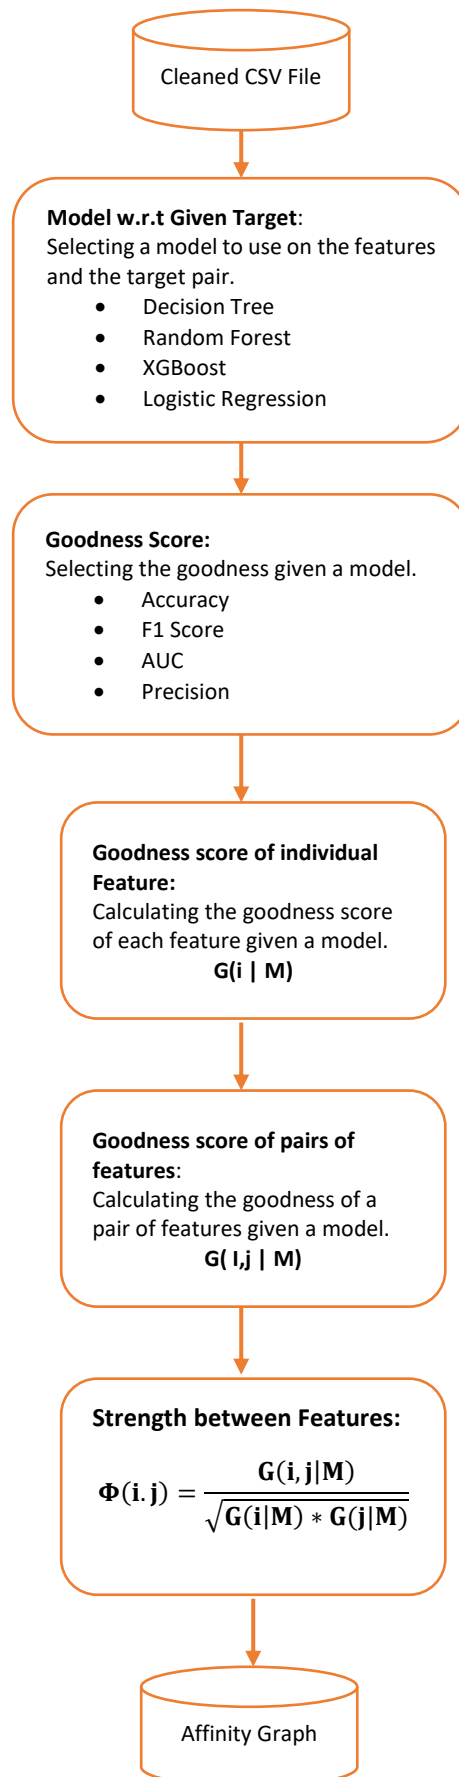 Cleaned CSV File
Model w.r.t Given Target:
Selecting a model to use on the features
and the target pair.
• Decision Tree
• Random Forest
• XGBoost
• Logistic Regression
Goodness Score:
Selecting the goodness given a model.
• Accuracy
• F1 Score
• AUC
• Precision
Goodness score of individual
Feature:
Calculating the goodness score
of each feature given a model.
G(i | M)
Goodness score of pairs of
features:
Calculating the goodness of a
pair of features given a model.
G( I,j | M)
Strength between Features:
Φ(i.j) = G(i,j|M) / √(G(i|M) * G(j|M))
Affinity Graph